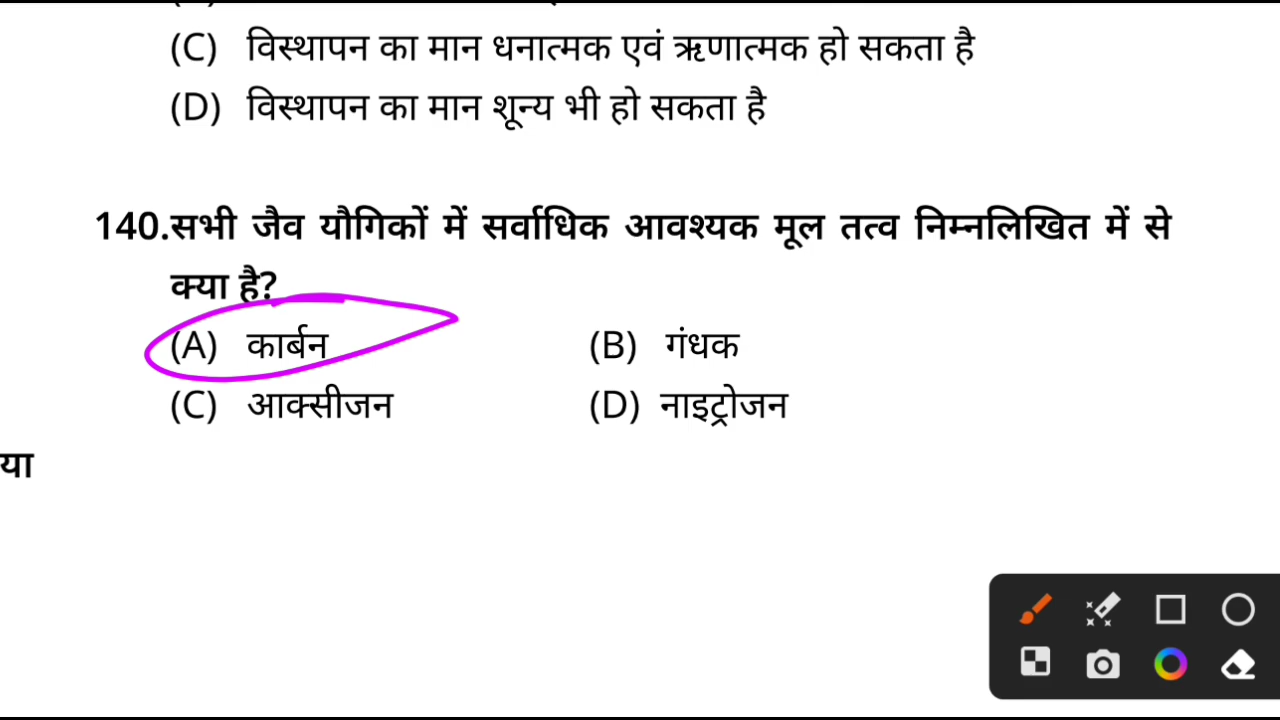 (C) विस्थापन का मान धनात्मक एवं ऋणात्मक हो सकता है
(D) विस्थापन का मान शून्य भी हो सकता है
140.सभी जैव यौगिकों में सर्वाधिक आवश्यक मूल तत्व निम्नलिखित में से
क्या है?
(A) कार्बन (B) गंधक
(C) आक्सीजन (D) नाइट्रोजन
या